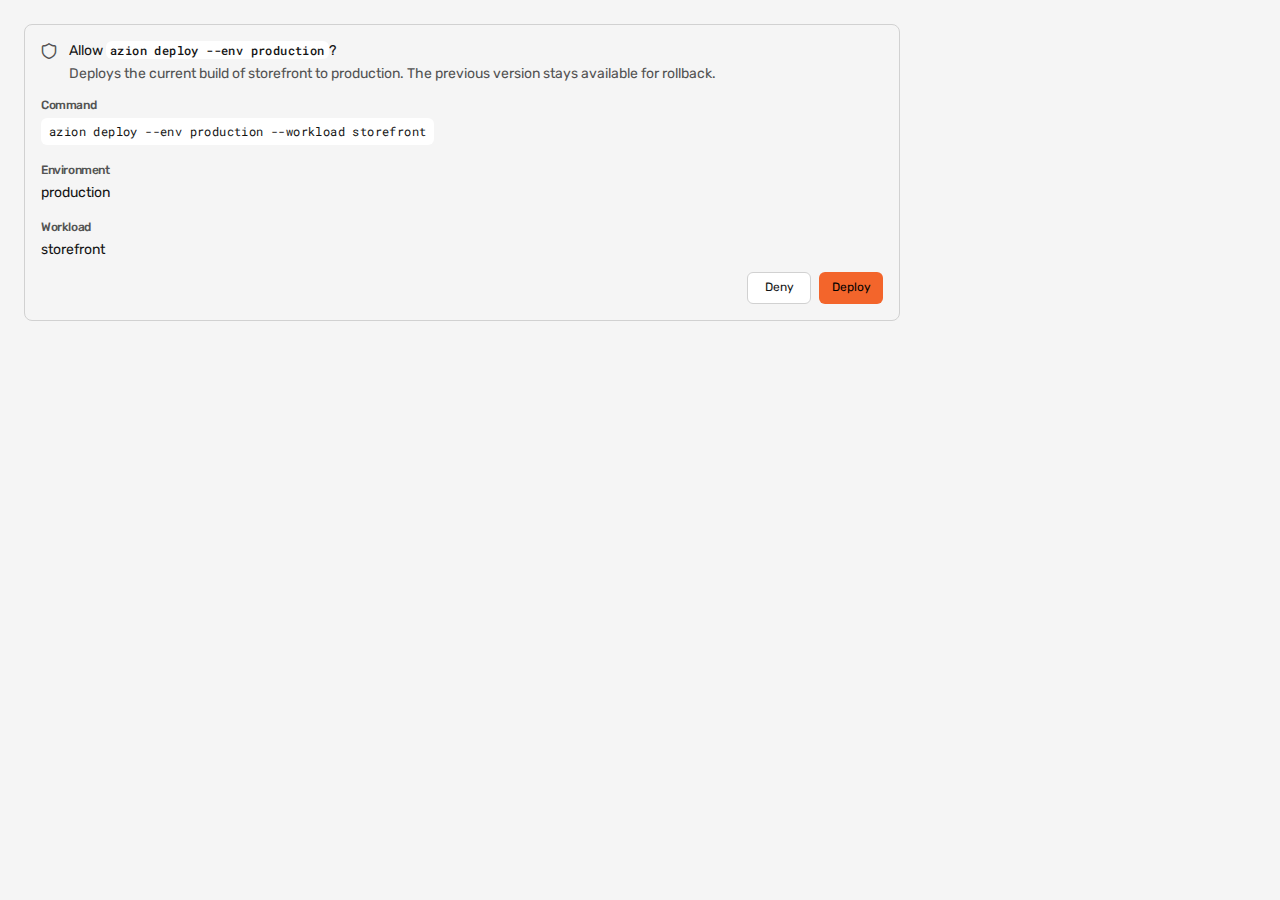 Allow azion deploy --env production ?
Deploys the current build of storefront to production. The previous version stays available for rollback.
Command
azion deploy --env production --workload storefront
Environment
production
Workload
storefront
Deny Deploy